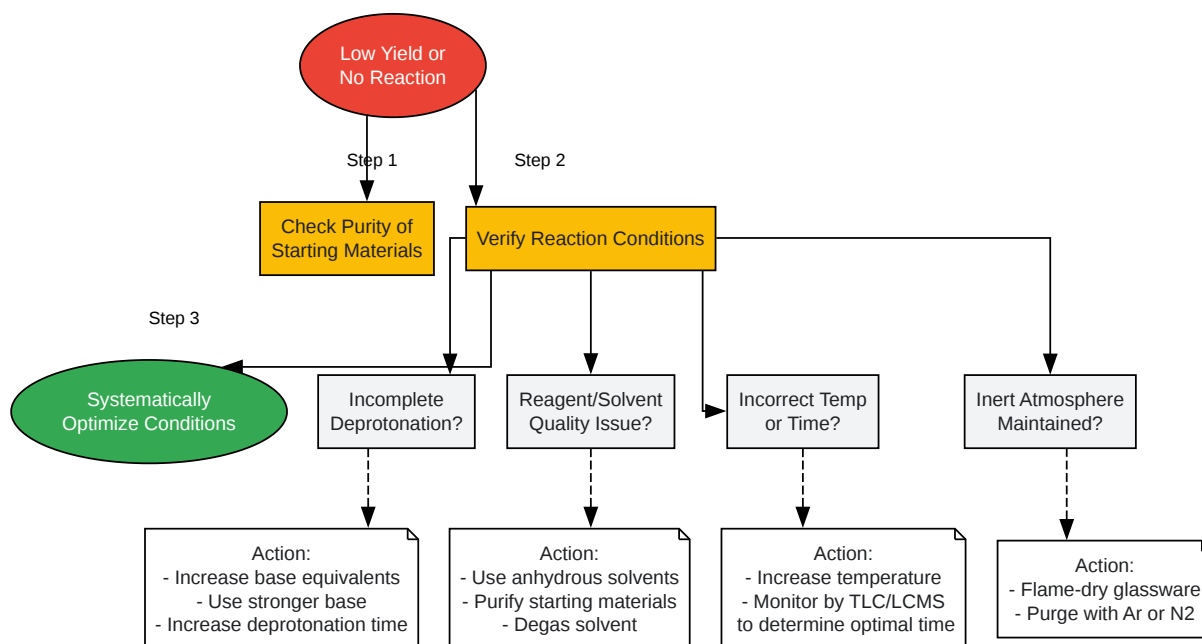 Low Yield or
No Reaction
Step 1
Step 2
Check Purity of
Starting Materials
Verify Reaction Conditions
Step 3
Systematically
Optimize Conditions
Incomplete
Deprotonation?
Reagent/Solvent
Quality Issue?
Incorrect Temp
or Time?
Inert Atmosphere
Maintained?
Action:
- Increase base equivalents
- Use stronger base
- Increase deprotonation time
Action:
- Use anhydrous solvents
- Purify starting materials
- Degas solvent
Action:
- Increase temperature
- Monitor by TLC/LCMS
to determine optimal time
Action:
- Flame-dry glassware
- Purge with Ar or N2